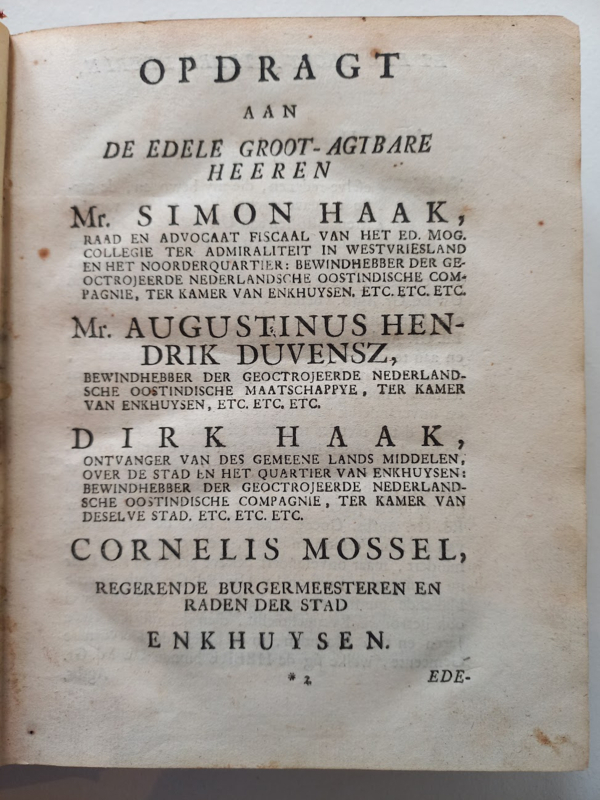 OPDRAGT
AAN
DE EDELE GROOT-AGTBARE
HEEREN
Mr. SIMON HAAK,
RAAD EN ADVOCAAT FISCAAL VAN HET ED. MOG.
COLLEGIE TER ADMIRALITEIT IN WESTVRIESLAND
EN HET NOORDERQUARTIER: BEWINDHEBBER DER GE-
OCTROJEERDE NEDERLANDSCHE OOSTINDISCHE COM-
PAGNIE, TER KAMER VAN ENKHUYSEN, ETC. ETC. ETC.
Mr. AUGUSTINUS HEN-
DRIK DUVENSZ,
BEWINDHEBBER DER GEOCTROJEERDE NEDERLAND-
SCHE OOSTINDISCHE MAATSCHAPPYE, TER KAMER
VAN ENKHUYSEN, ETC. ETC. ETC.
DIRK HAAK,
ONTVANGER VAN DES GEMEENE LANDS MIDDELEN,
OVER DE STAD EN HET QUARTIER VAN ENKHUYSEN:
BEWINDHEBBER DER GEOCTROJEERDE NEDERLAND-
SCHE OOSTINDISCHE COMPAGNIE, TER KAMER VAN
DESELVE STAD, ETC. ETC. ETC.
CORNELIS MOSSEL,
REGERENDE BURGERMEESTEREN EN
RADEN DER STAD
ENKHUYSEN.
* 2 EDE-